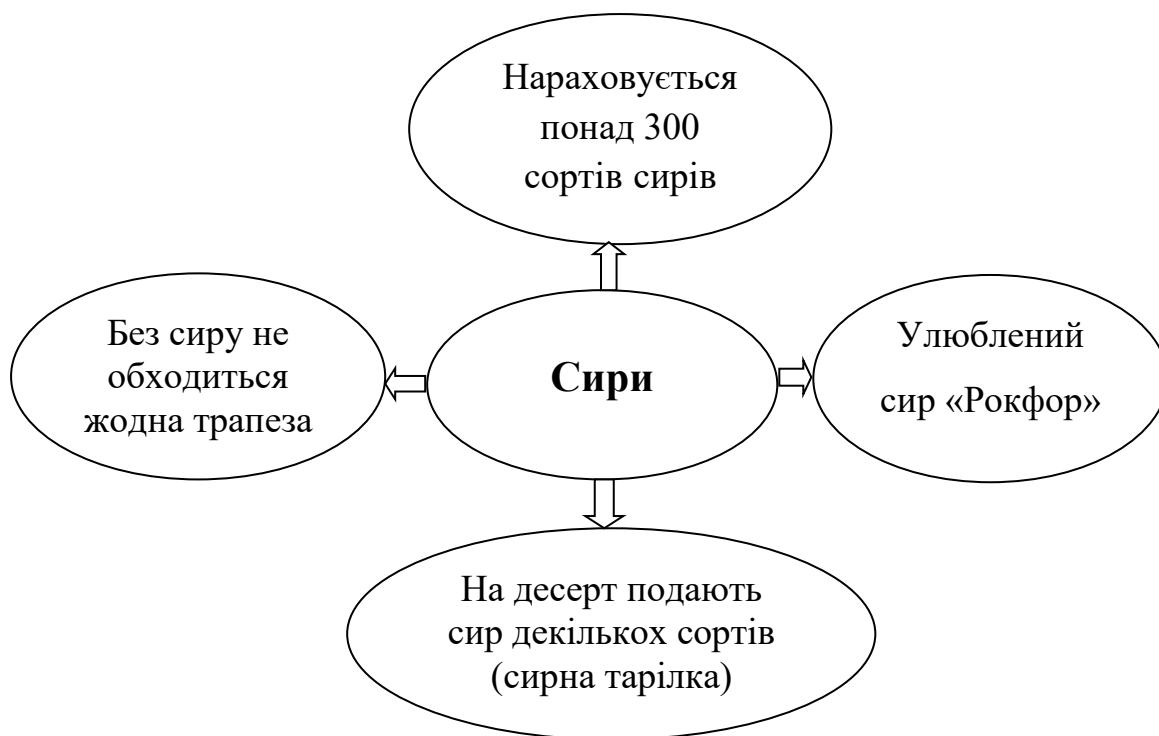 Нараховується
понад 300
сортів сирів
Без сиру не
обходиться
жодна трапеза
Сири
Улюблений
сир «Рокфор»
На десерт подають
сир декількох сортів
(сирна тарілка)